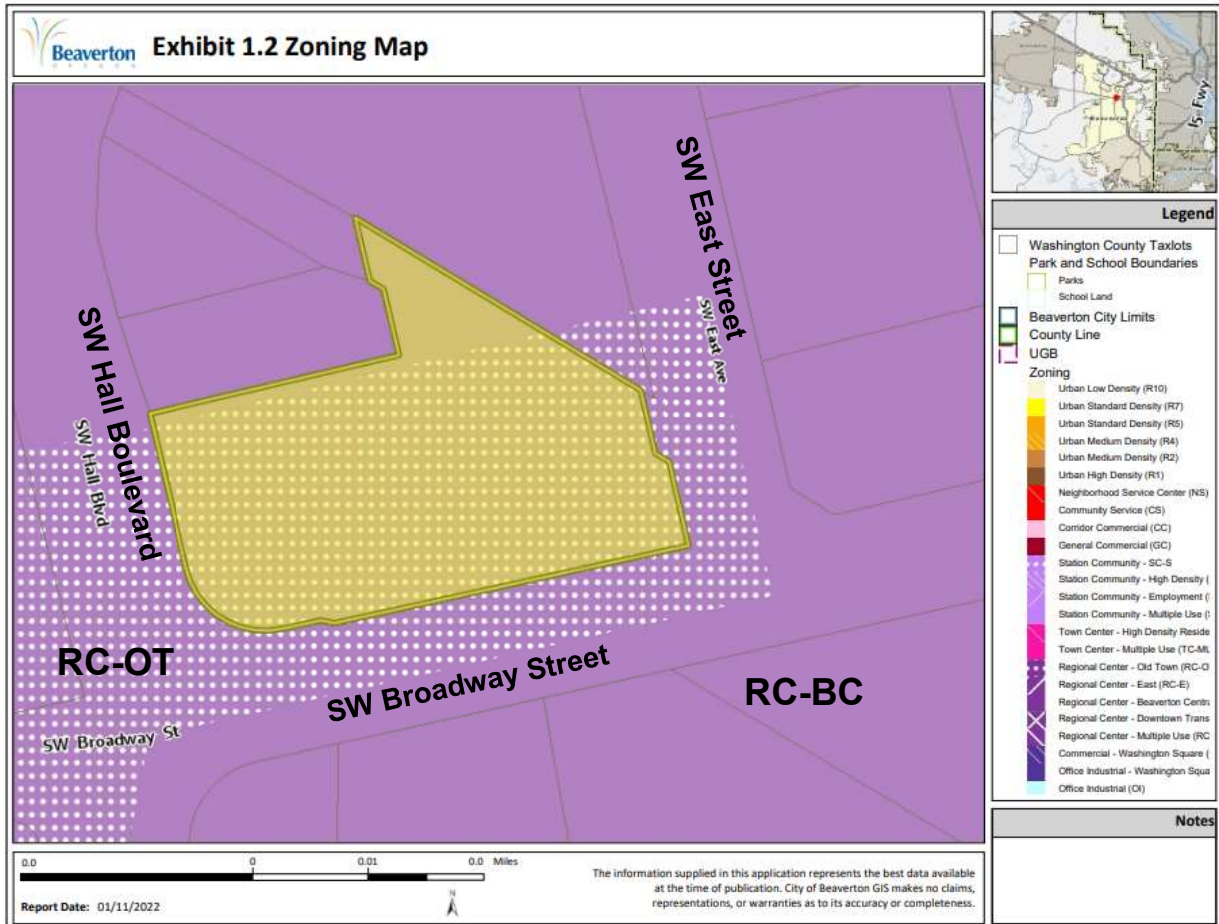 Beaverton
OREGON
Exhibit 1.2 Zoning Map
SW East Street
SW East Ave
SW Hall Boulevard
SW Hall Blvd
RC-OT
SW Broadway Street
RC-BC
SW Broadway St
I5 Fwy
Beaverton
Legend
Washington County Taxlots
Park and School Boundaries
Parks
School Land
Beaverton City Limits
County Line
UGB
Zoning
Urban Low Density (R10)
Urban Standard Density (R7)
Urban Standard Density (R5)
Urban Medium Density (R4)
Urban Medium Density (R2)
Urban High Density (R1)
Neighborhood Service Center (NS)
Community Service (CS)
Corridor Commercial (CC)
General Commercial (GC)
Station Community - SC-S
Station Community - High Density (
Station Community - Employment (
Station Community - Multiple Use (
Town Center - High Density Reside
Town Center - Multiple Use (TC-MU
Regional Center - Old Town (RC-O
Regional Center - East (RC-E)
Regional Center - Beaverton Centr
Regional Center - Downtown Trans
Regional Center - Multiple Use (RC
Commercial - Washington Square (
Office Industrial - Washington Squa
Office Industrial (OI)
Notes
0.0 0 0.01 0.0 Miles
N
Report Date: 01/11/2022
The information supplied in this application represents the best data available
at the time of publication. City of Beaverton GIS makes no claims,
representations, or warranties as to its accuracy or completeness.